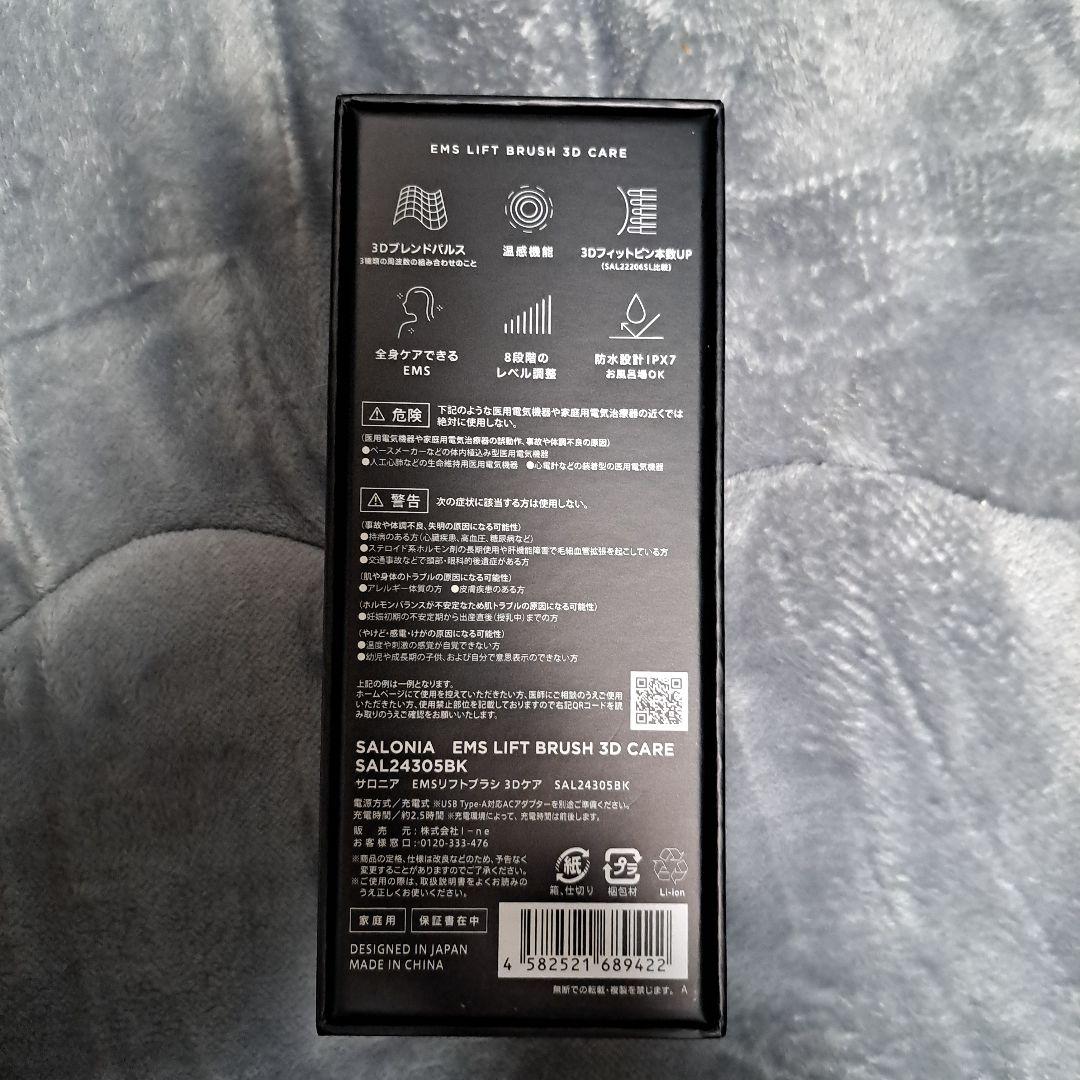 EMS LIFT BRUSH 3D CARE
3Dブレンドパルス
3種類の周波数の組み合わせのこと
温感機能
3Dフィットピン本数UP
(SAL22206SL比較)
全身ケアできる
EMS
8段階の
レベル調整
防水設計IPX7
お風呂場OK
危険
下記のような医用電気機器や家庭用電気治療器の近くでは
絶対に使用しない。
(医用電気機器や家庭用電気治療器の誤動作、事故や体調不良の原因)
●ペースメーカーなどの体内植込み型医用電気機器
●人工心肺などの生命維持用医用電気機器 ●心電計などの装着型の医用電気機器
警告
次の症状に該当する方は使用しない。
(事故や体調不良、失明の原因になる可能性)
●持病のある方(心臓疾患、高血圧、糖尿病など)
●ステロイド系ホルモン剤の長期使用や肝機能障害で毛細血管拡張を起こしている方
●交通事故などで頭部・眼科的後遺症がある方
(肌や身体のトラブルの原因になる可能性)
●アレルギー体質の方 ●皮膚疾患のある方
(ホルモンバランスが不安定なため肌トラブルの原因になる可能性)
●妊娠初期の不安定期から出産直後(授乳中)までの方
(やけど・感電・けがの原因になる可能性)
●温度や刺激の感覚が自覚できない方
●幼児や成長期の子供、および自分で意思表示のできない方
上記の例は一例となります。
ホームページにて使用を控えていただきたい方、医師にご相談のうえご使用
いただきたい方、使用禁止部位を記載しておりますので右記QRコードを読
み取りのうえご確認をお願いいたします。
SALONIA EMS LIFT BRUSH 3D CARE
SAL24305BK
サロニア EMSリフトブラシ 3Dケア SAL24305BK
電源方式/充電式 ※USB Type-A対応ACアダプターを別途ご準備ください。
充電時間/約2.5時間 ※充電環境によって、充電時間は前後します。
販売元:株式会社I-ne
お客様窓口:0120-333-476
※商品の定格、仕様は改良などのため、予告なく
変更することがありますのでご了承ください。
※ご使用の際は、取扱説明書をよくお読みの
うえ正しくお使いください。
紙
箱、仕切り
プラ
梱包材
Li-ion
家庭用
保証書在中
DESIGNED IN JAPAN
MADE IN CHINA
4 582521 689422
無断での転載・複製を禁じます。 A